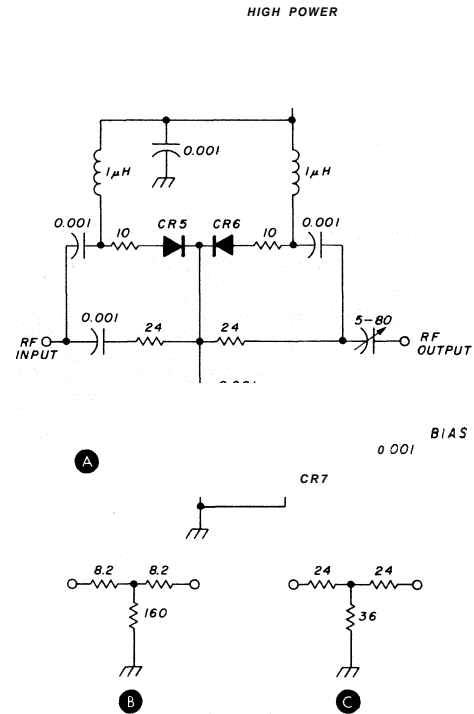 HIGH POWER
0.001
1μH
1μH
0.001
10
CR5
CR6
10
0.001
0.001
24
24
5-80
RF INPUT
RF OUTPUT
BIAS
0.001
A
CR7
8.2
8.2
24
24
160
36
B
C